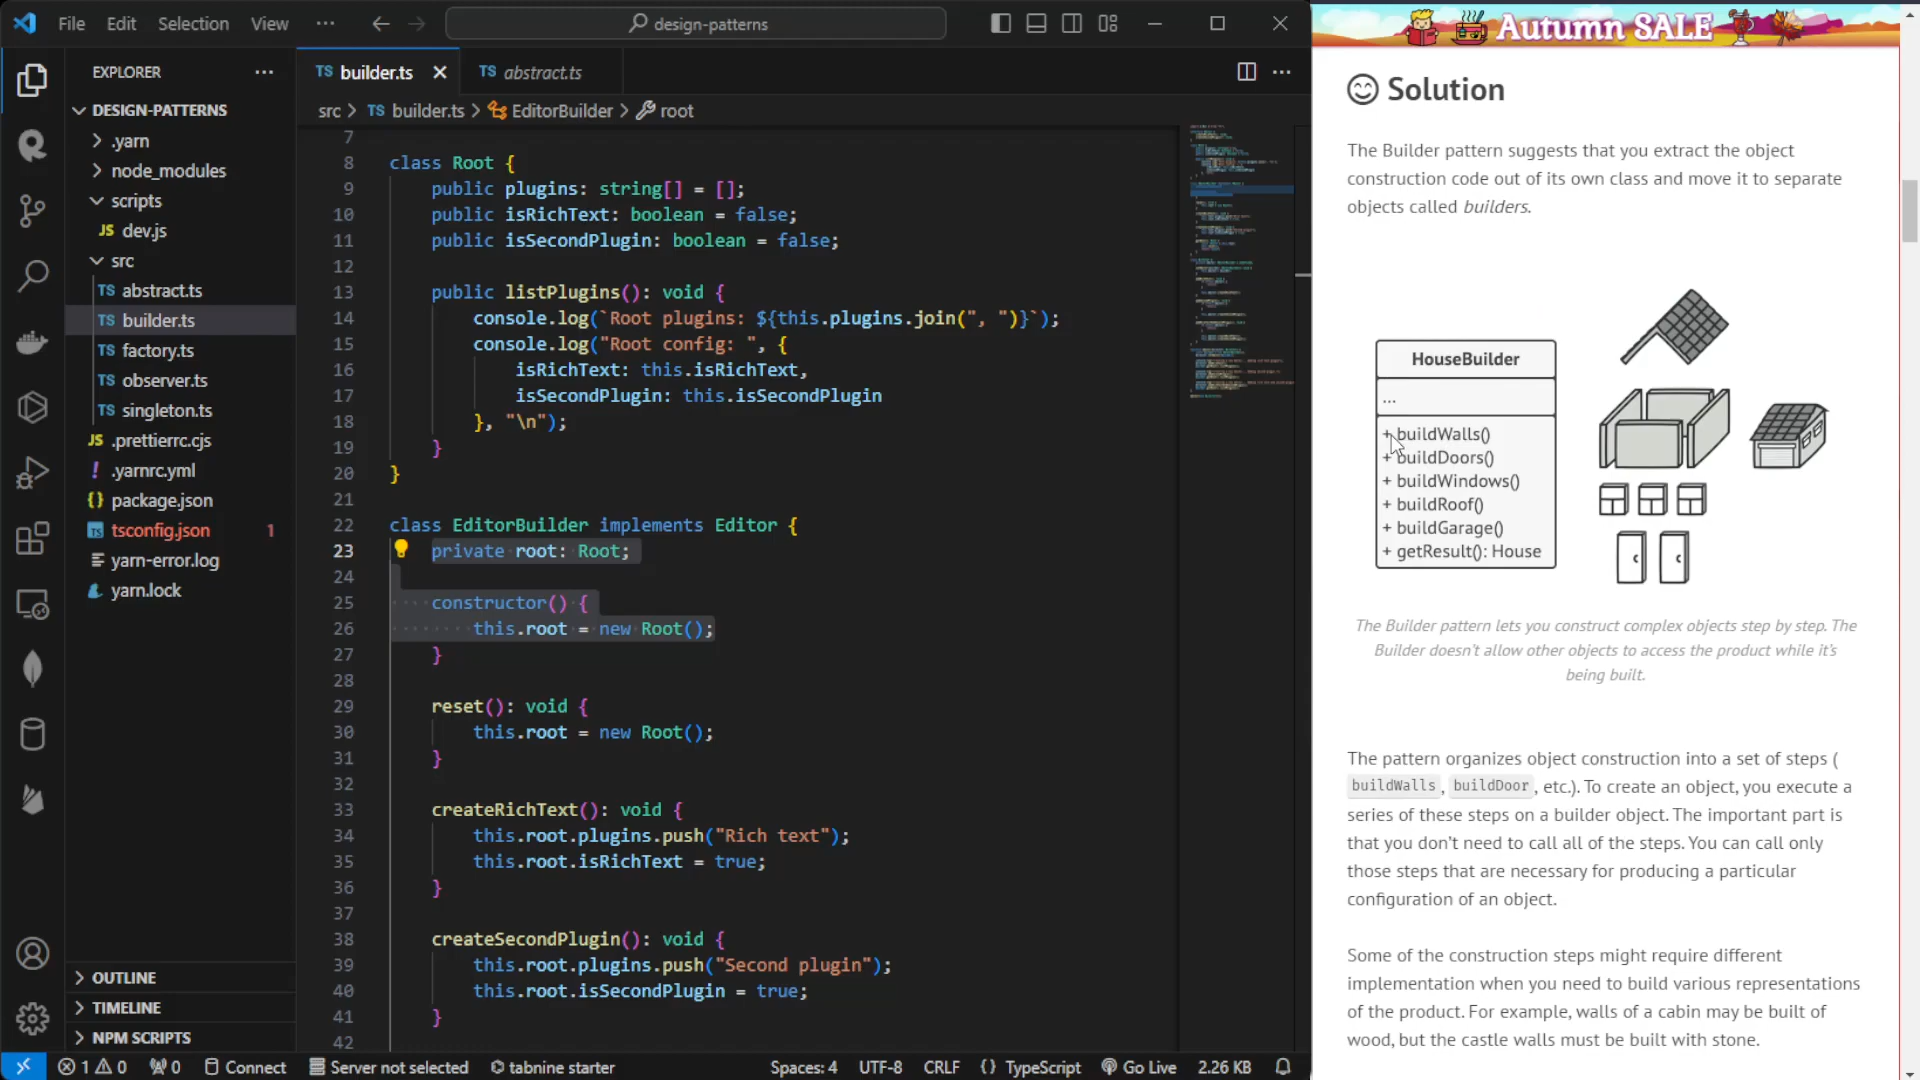 File Edit Selection View ··· design-patterns
EXPLORER ···
DESIGN-PATTERNS
.yarn
node_modules
scripts
JS dev.js
src
TS abstract.ts
TS builder.ts
TS factory.ts
TS observer.ts
TS singleton.ts
JS .prettierrc.cjs
! .yarnrc.yml
{} package.json
TS tsconfig.json 1
yarn-error.log
yarn.lock
OUTLINE
TIMELINE
NPM SCRIPTS
TS builder.ts TS abstract.ts ···
src > TS builder.ts > EditorBuilder > root
7
8 class Root {
9 public plugins: string[] = [];
10 public isRichText: boolean = false;
11 public isSecondPlugin: boolean = false;
12
13 public listPlugins(): void {
14 console.log(`Root plugins: ${this.plugins.join(", ")}`);
15 console.log("Root config: ", {
16 isRichText: this.isRichText,
17 isSecondPlugin: this.isSecondPlugin
18 }, "\n");
19 }
20 }
21
22 class EditorBuilder implements Editor {
23 private root: Root;
24
25 constructor() {
26 this.root = new Root();
27 }
28
29 reset(): void {
30 this.root = new Root();
31 }
32
33 createRichText(): void {
34 this.root.plugins.push("Rich text");
35 this.root.isRichText = true;
36 }
37
38 createSecondPlugin(): void {
39 this.root.plugins.push("Second plugin");
40 this.root.isSecondPlugin = true;
41 }
42
1 0 0 Connect Server not selected tabnine starter Spaces: 4 UTF-8 CRLF {} TypeScript Go Live 2.26 KB
Autumn SALE
Solution
The Builder pattern suggests that you extract the object
construction code out of its own class and move it to separate
objects called builders.
HouseBuilder
...
+ buildWalls()
+ buildDoors()
+ buildWindows()
+ buildRoof()
+ buildGarage()
+ getResult(): House
The Builder pattern lets you construct complex objects step by step. The
Builder doesn't allow other objects to access the product while it's
being built.
The pattern organizes object construction into a set of steps (
buildWalls , buildDoor , etc.). To create an object, you execute a
series of these steps on a builder object. The important part is
that you don't need to call all of the steps. You can call only
those steps that are necessary for producing a particular
configuration of an object.
Some of the construction steps might require different
implementation when you need to build various representations
of the product. For example, walls of a cabin may be built of
wood, but the castle walls must be built with stone.